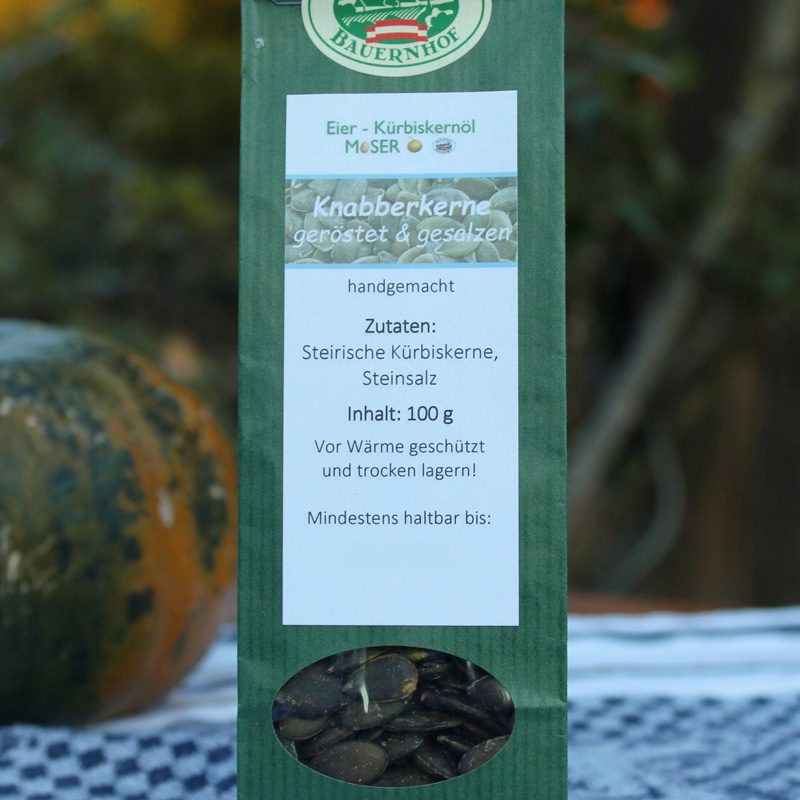 BAUERNHOF
Eier - Kürbiskernöl
MOSER
Knabberkerne
geröstet & gesalzen
handgemacht
Zutaten:
Steirische Kürbiskerne,
Steinsalz
Inhalt: 100 g
Vor Wärme geschützt
und trocken lagern!
Mindestens haltbar bis: